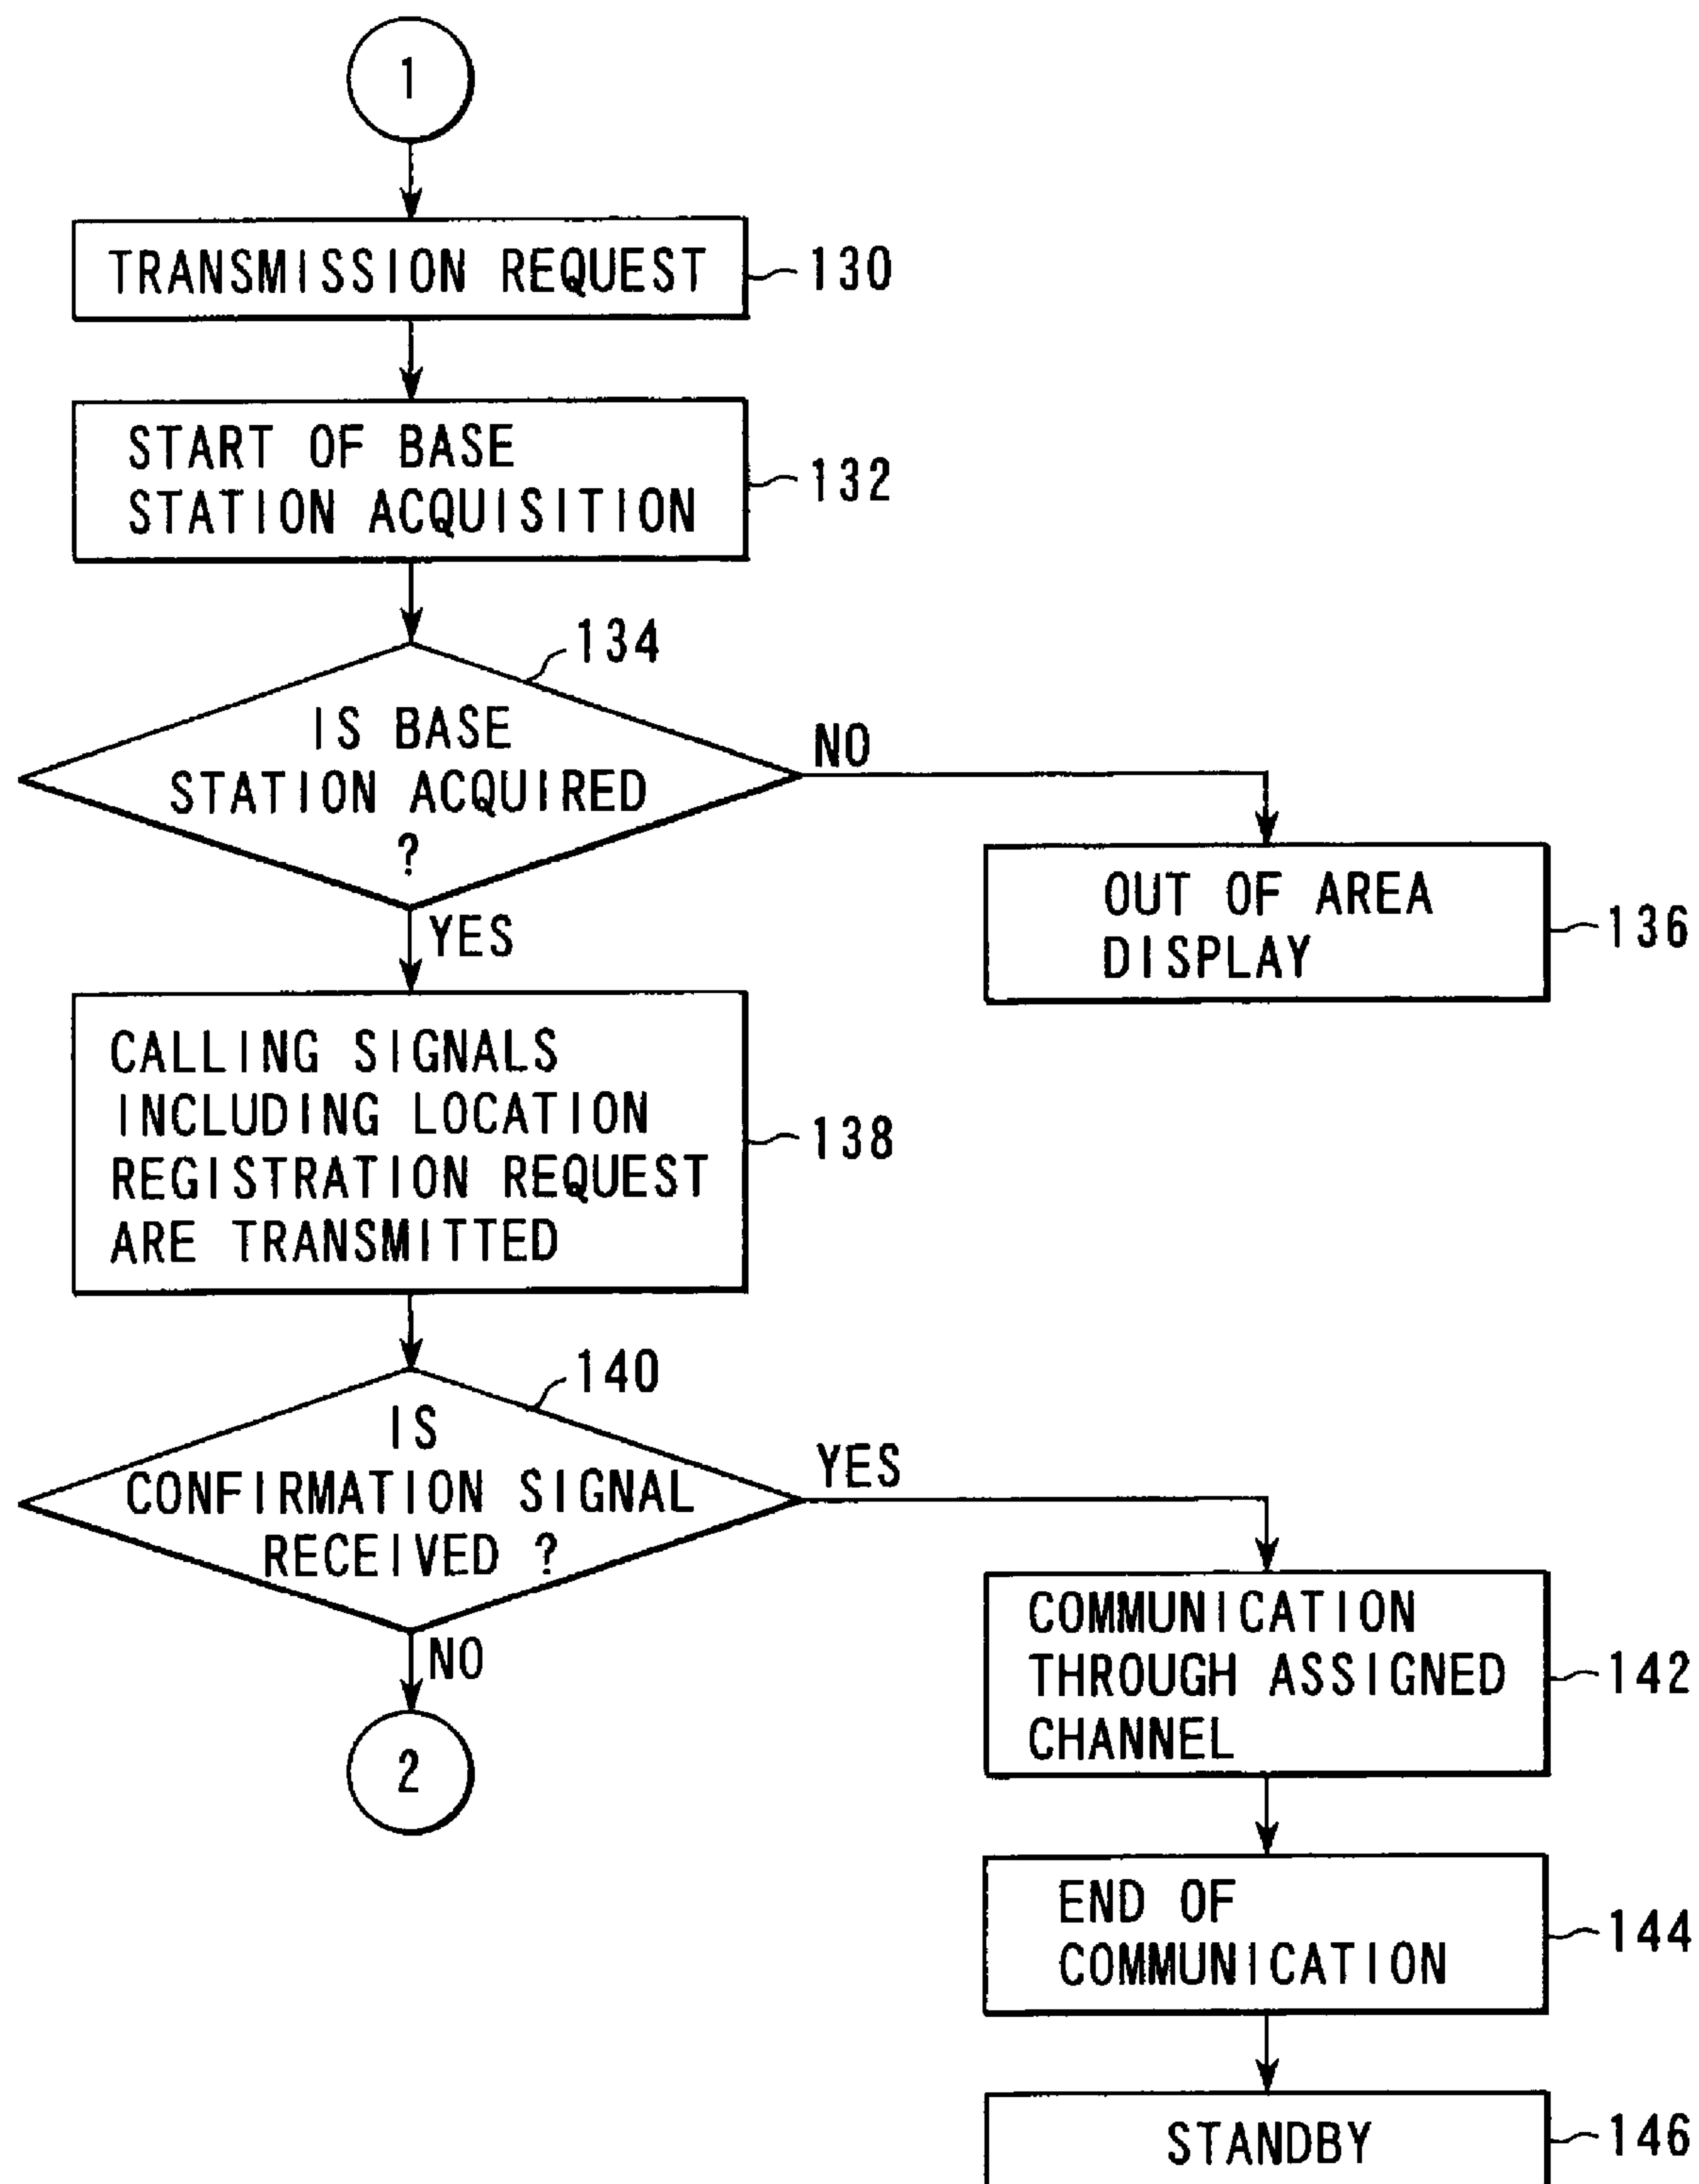 1
TRANSMISSION REQUEST
130
START OF BASE
STATION ACQUISITION
132
134
IS BASE
STATION ACQUIRED
?
NO
OUT OF AREA
DISPLAY
136
YES
CALLING SIGNALS
INCLUDING LOCATION
REGISTRATION REQUEST
ARE TRANSMITTED
138
140
IS
CONFIRMATION SIGNAL
RECEIVED ?
YES
NO
2
COMMUNICATION
THROUGH ASSIGNED
CHANNEL
142
END OF
COMMUNICATION
144
STANDBY
146